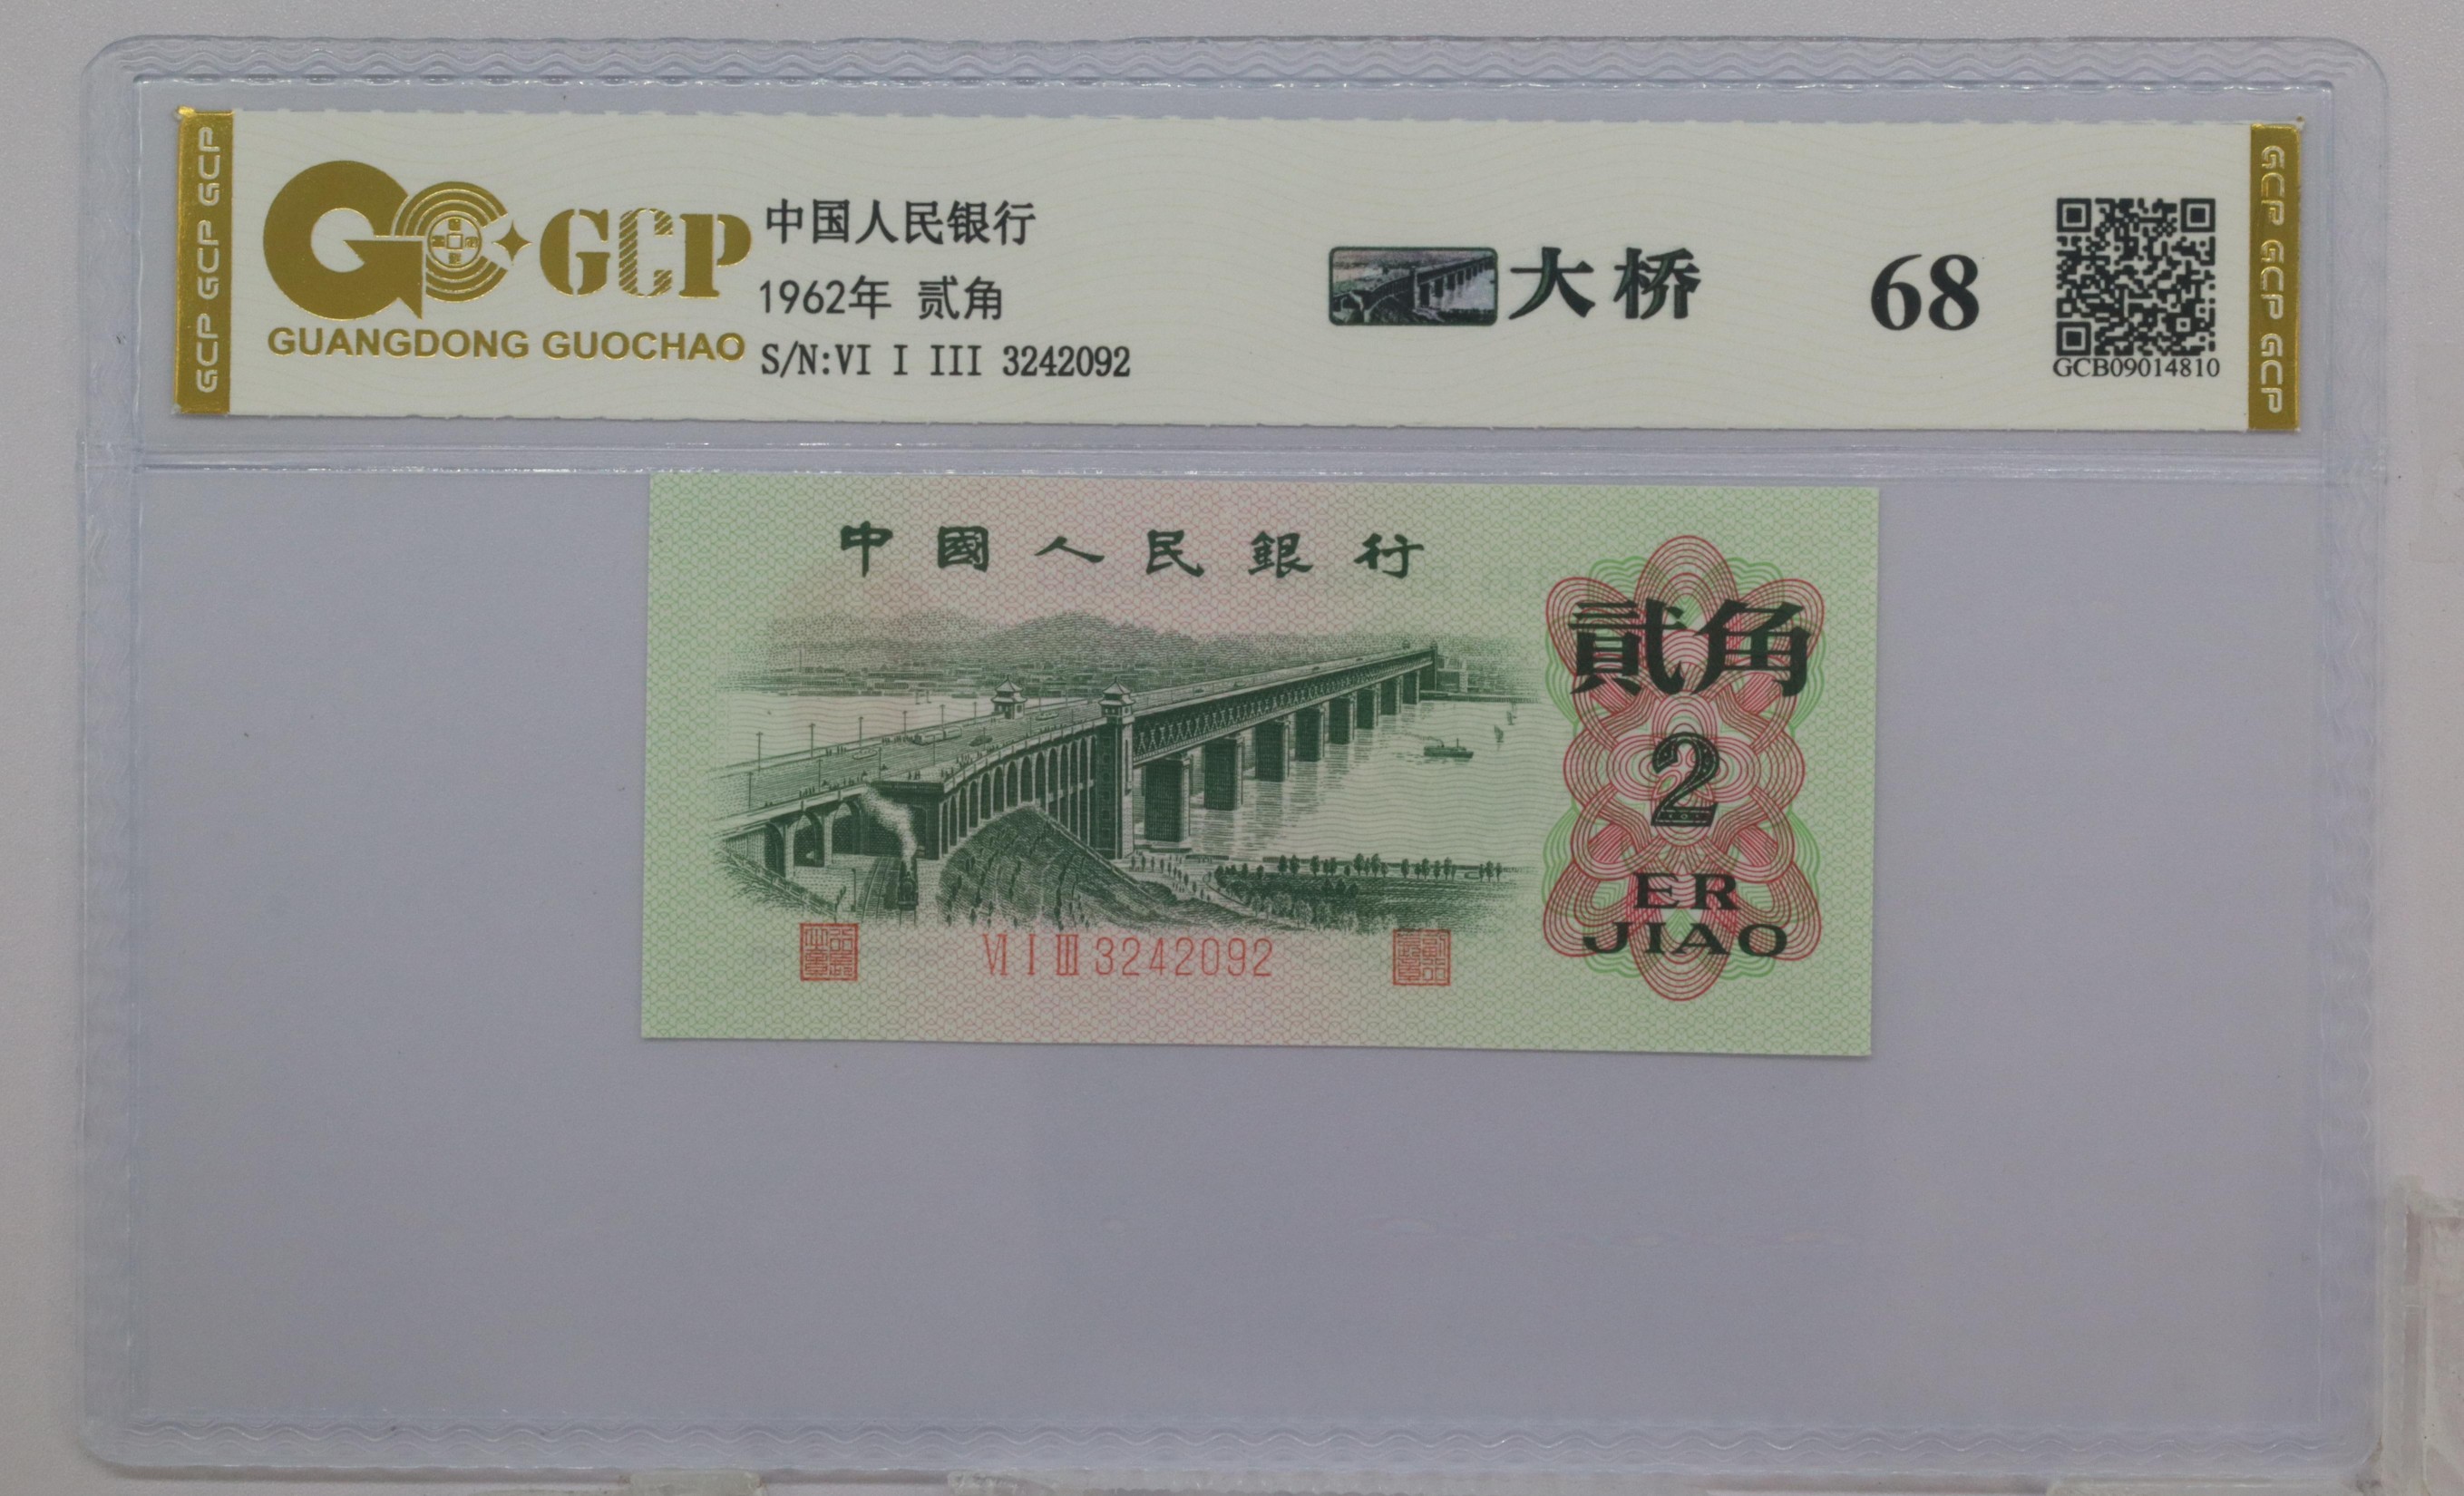 GCP GCP GCP
GCP
GUANGDONG GUOCHAO
中国人民银行
1962年 贰角
S/N:VI I III 3242092
大桥
68
GCB09014810
GCP GCP GCP GCP
中國人民銀行
貳角
2
ER
JIAO
VI I III 3242092